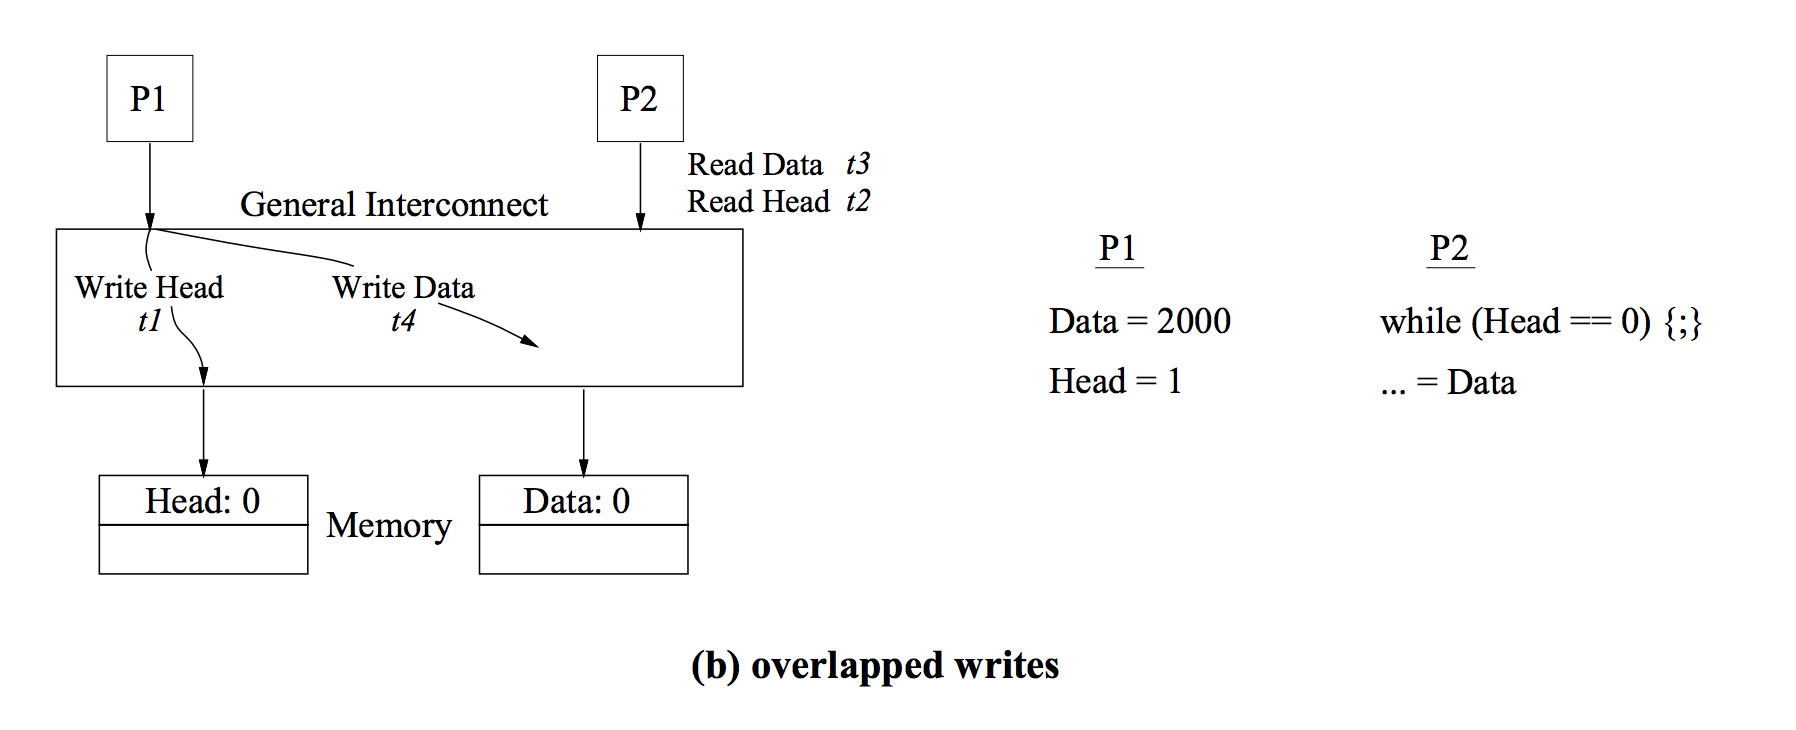 P1
P2
Read Data t3
Read Head t2
General Interconnect
Write Head
t1
Write Data
t4
Head: 0
Memory
Data: 0
P1
P2
Data = 2000
while (Head == 0) {;}
Head = 1
... = Data
(b) overlapped writes